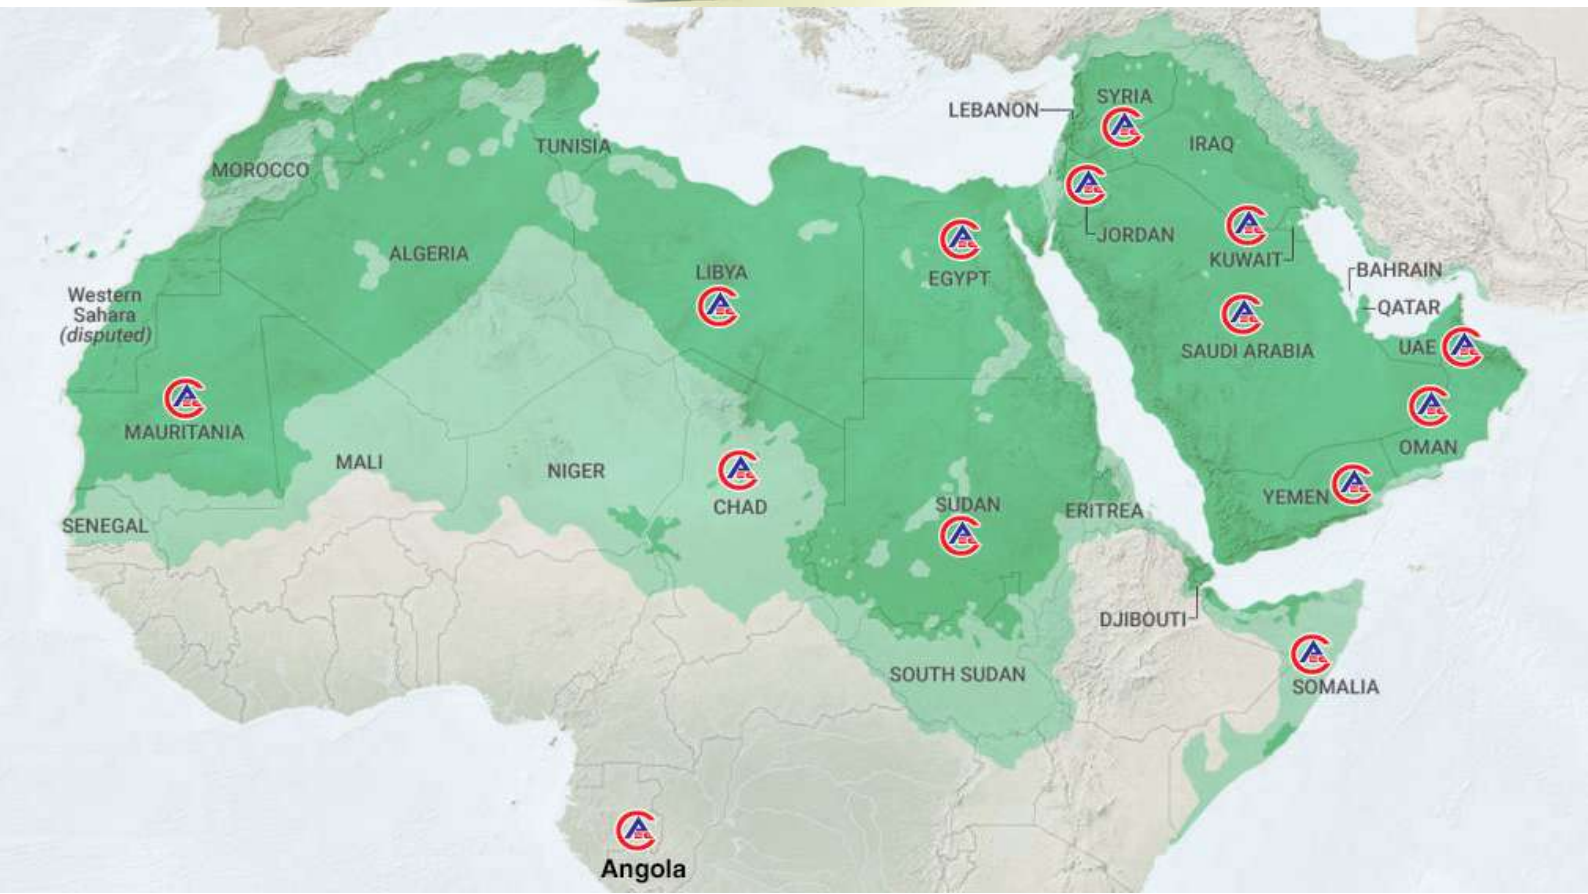 LEBANON
SYRIA
IRAQ
TUNISIA
MOROCCO
JORDAN
ALGERIA
KUWAIT
BAHRAIN
LIBYA
EGYPT
Western
Sahara
(disputed)
QATAR
SAUDI ARABIA
UAE
MAURITANIA
OMAN
MALI
NIGER
YEMEN
CHAD
SUDAN
ERITREA
SENEGAL
DJIBOUTI
SOUTH SUDAN
SOMALIA
Angola